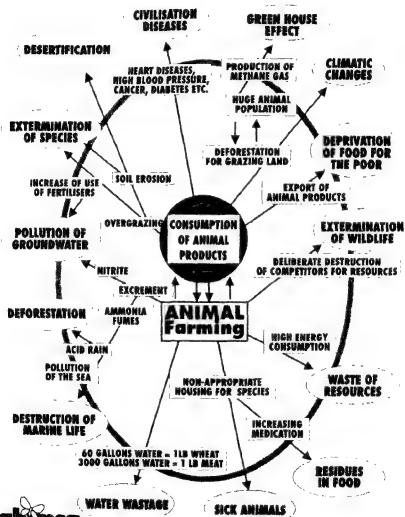 CIVILISATION
DISEASES
GREEN HOUSE
EFFECT
DESERTIFICATION
PRODUCTION OF
METHANE GAS
CLIMATIC
CHANGES
HEART DISEASES,
HIGH BLOOD PRESSURE,
CANCER, DIABETES ETC.
HUGE ANIMAL
POPULATION
EXTERMINATION
OF SPECIES
DEPRIVATION
OF FOOD FOR
THE POOR
DEFORESTATION
FOR GRAZING LAND
SOIL EROSION
INCREASE OF USE
OF FERTILISERS
EXPORT OF
ANIMAL PRODUCTS
OVERGRAZING
CONSUMPTION
OF ANIMAL
PRODUCTS
EXTERMINATION
OF WILDLIFE
POLLUTION OF
GROUNDWATER
DELIBERATE DESTRUCTION
OF COMPETITORS FOR RESOURCES
NITRITE
EXCREMENT
DEFORESTATION
AMMONIA
FUMES
ANIMAL
Farming
HIGH ENERGY
CONSUMPTION
ACID RAIN
POLLUTION
OF THE SEA
NON-APPROPRIATE
HOUSING FOR SPECIES
WASTE OF
RESOURCES
DESTRUCTION OF
MARINE LIFE
INCREASING
MEDICATION
60 GALLONS WATER = 1LB WHEAT
3000 GALLONS WATER = 1 LB MEAT
RESIDUES
IN FOOD
WATER WASTAGE
SICK ANIMALS